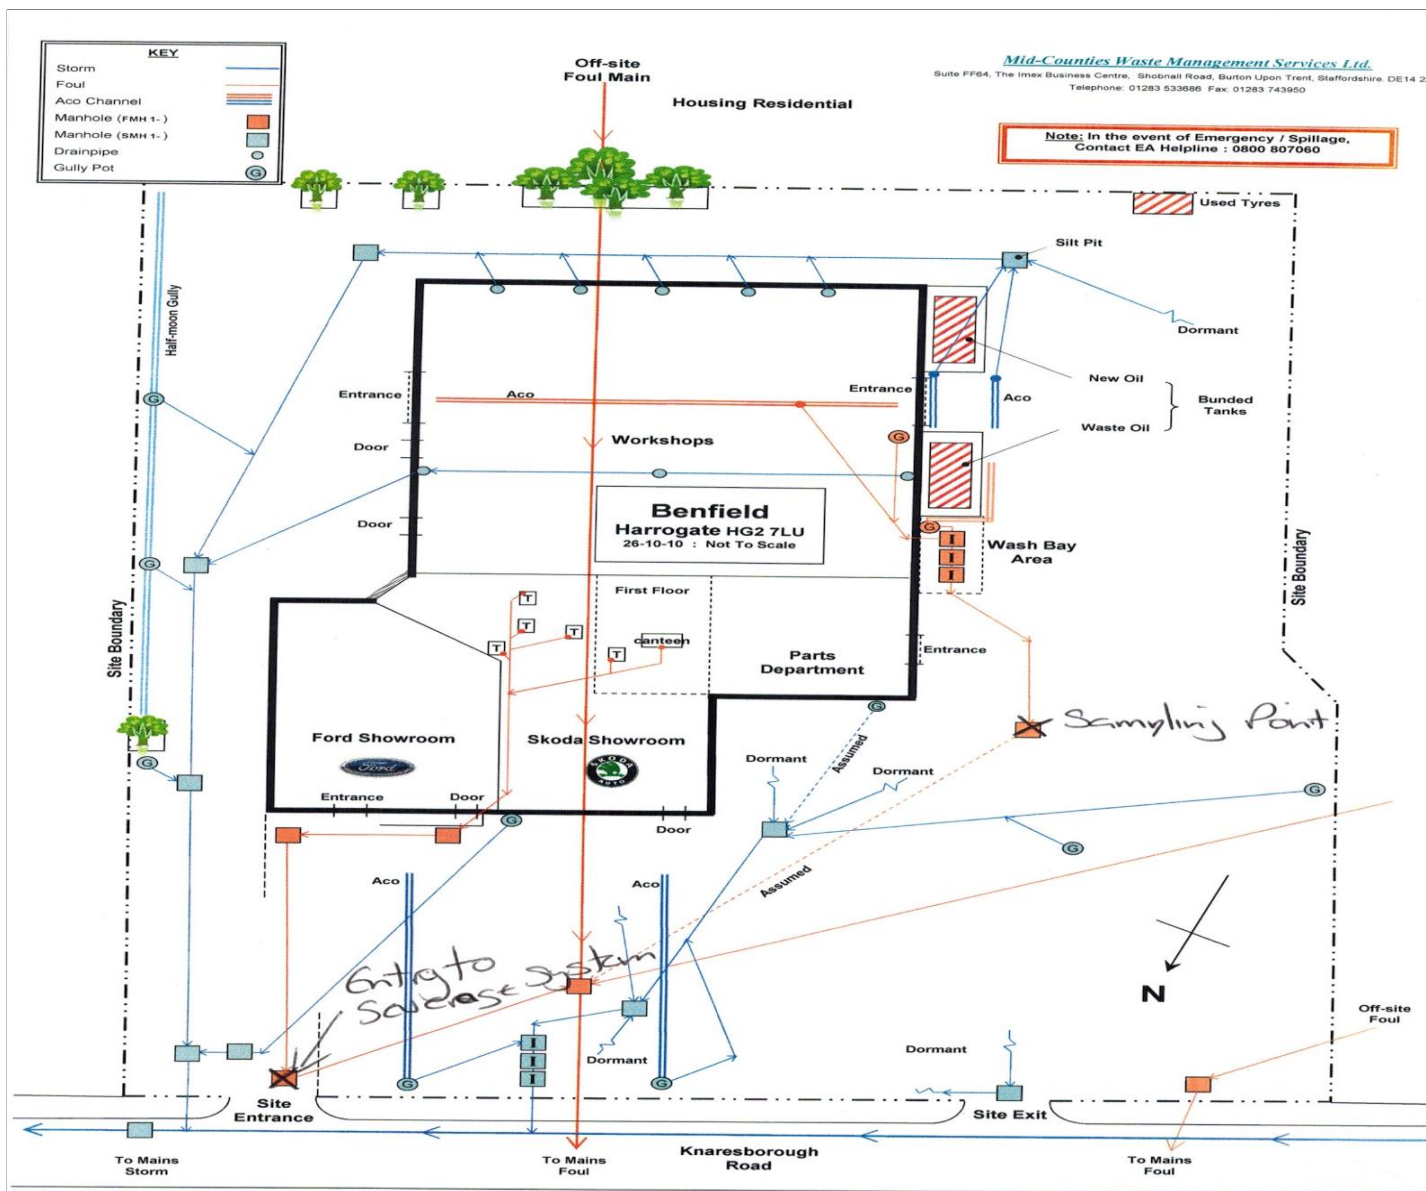 KEY
Storm
Foul
Aco Channel
Manhole (FMH 1- )
Manhole (SMH 1- )
Drainpipe
Gully Pot
G
Off-site
Foul Main
Housing Residential
Mid-Counties Waste Management Services Ltd.
Suite FF64, The Imex Business Centre, Shobnall Road, Burton Upon Trent, Staffordshire. DE14 2
Telephone: 01283 533686 Fax: 01283 743950
Note: In the event of Emergency / Spillage,
Contact EA Helpline : 0800 807060
Used Tyres
Silt Pit
Dormant
Half-moon Gully
New Oil
Bunded
Tanks
Waste Oil
Entrance
Aco
Entrance
Aco
G
Workshops
G
Door
Benfield
Harrogate HG2 7LU
26-10-10 : Not To Scale
Door
G
I
I
I
Wash Bay
Area
Site Boundary
G
First Floor
T
T
T
T
T
canteen
Parts
Department
Entrance
Site Boundary
G
Sampling Point
Ford Showroom
Ford
Skoda Showroom
SKODA
AUTO
G
Assumed
Dormant
Dormant
G
Entrance
Door
G
Door
G
Aco
Aco
Assumed
Entry to
Sewerage System
N
Off-site
Foul
I
I
I
Dormant
Dormant
G
G
Site
Entrance
Site Exit
To Mains
Storm
To Mains
Foul
Knaresborough
Road
To Mains
Foul